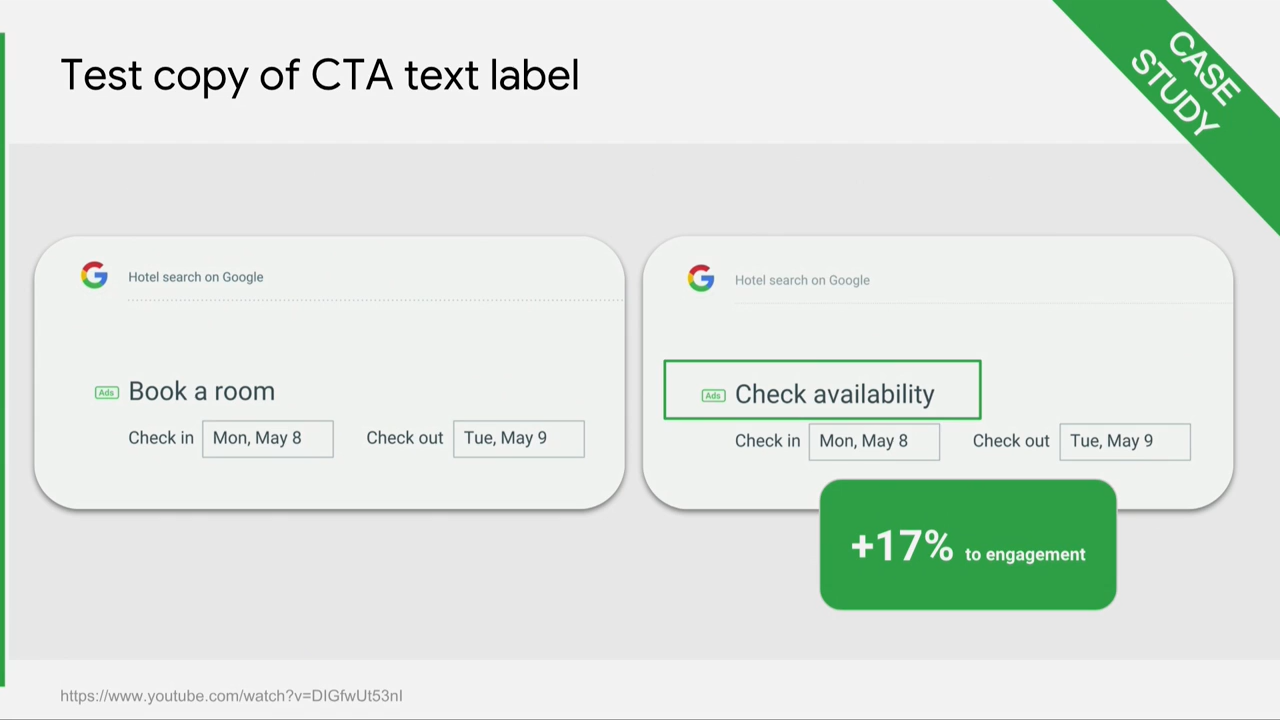 Test copy of CTA text label
CASE
STUDY
Hotel search on Google
Ads Book a room
Check in Mon, May 8 Check out Tue, May 9
Hotel search on Google
Ads Check availability
Check in Mon, May 8 Check out Tue, May 9
+17% to engagement
https://www.youtube.com/watch?v=DIGfwUt53nI